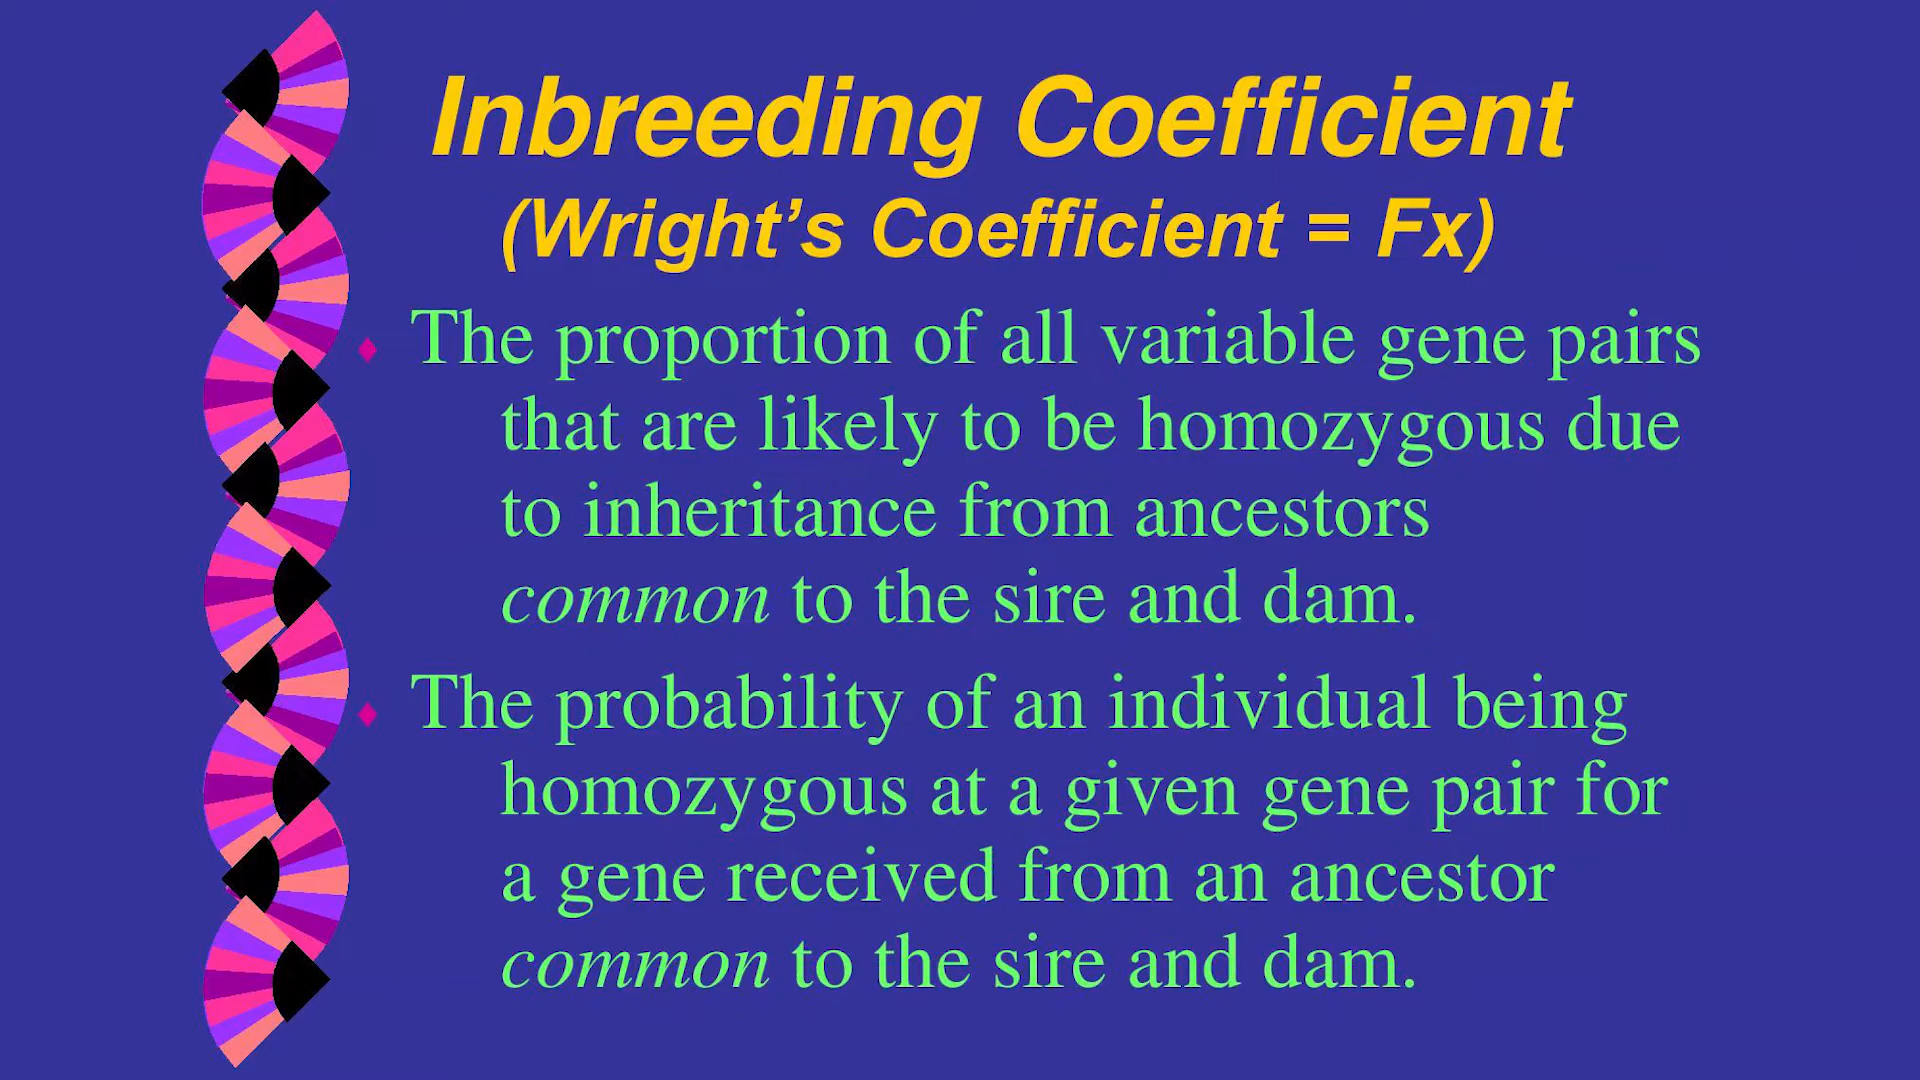 Inbreeding Coefficient
(Wright’s Coefficient = Fx)
The proportion of all variable gene pairs
that are likely to be homozygous due
to inheritance from ancestors
common to the sire and dam.
The probability of an individual being
homozygous at a given gene pair for
a gene received from an ancestor
common to the sire and dam.